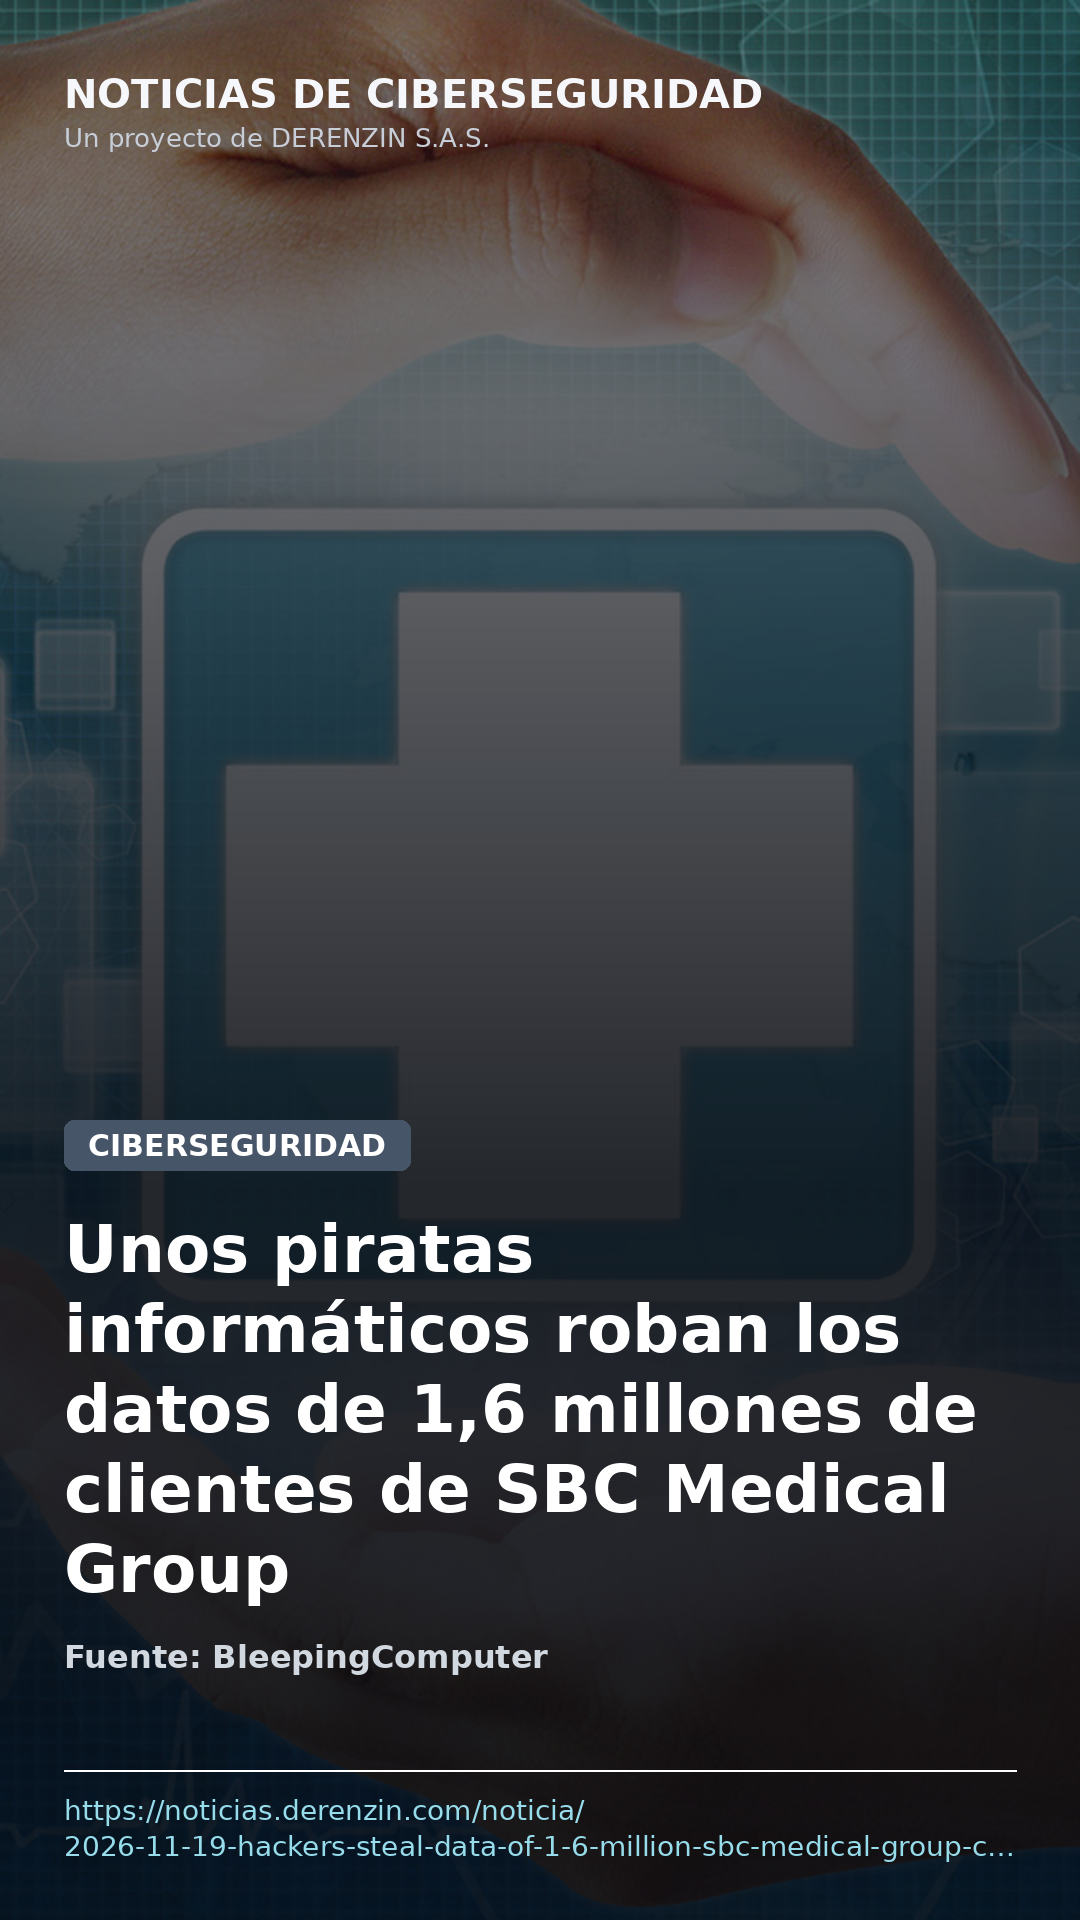 NOTICIAS DE CIBERSEGURIDAD
Un proyecto de DERENZIN S.A.S.
CIBERSEGURIDAD
Unos piratas
informáticos roban los
datos de 1,6 millones de
clientes de SBC Medical
Group
Fuente: BleepingComputer
https://noticias.derenzin.com/noticia/
2026-11-19-hackers-steal-data-of-1-6-million-sbc-medical-group-c...